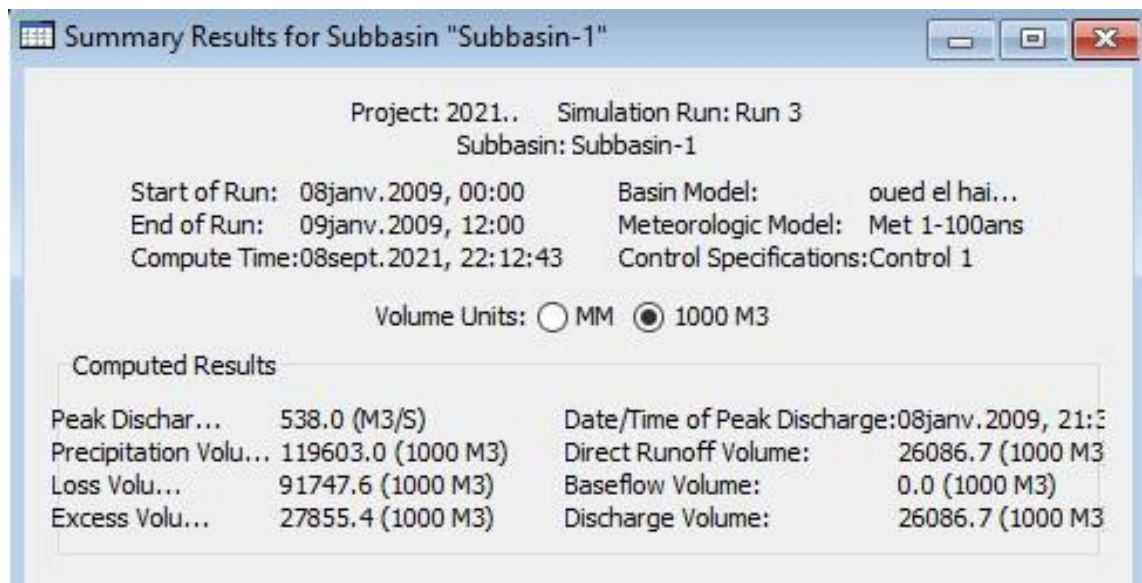 Summary Results for Subbasin "Subbasin-1"
Project: 2021.. Simulation Run: Run 3
Subbasin: Subbasin-1
Start of Run: 08janv.2009, 00:00 Basin Model: oued el hai...
End of Run: 09janv.2009, 12:00 Meteorologic Model: Met 1-100ans
Compute Time:08sept.2021, 22:12:43 Control Specifications:Control 1
Volume Units: MM 1000 M3
Computed Results
Peak Dischar... 538.0 (M3/S) Date/Time of Peak Discharge:08janv.2009, 21:3
Precipitation Volu... 119603.0 (1000 M3) Direct Runoff Volume: 26086.7 (1000 M3
Loss Volu... 91747.6 (1000 M3) Baseflow Volume: 0.0 (1000 M3)
Excess Volu... 27855.4 (1000 M3) Discharge Volume: 26086.7 (1000 M3